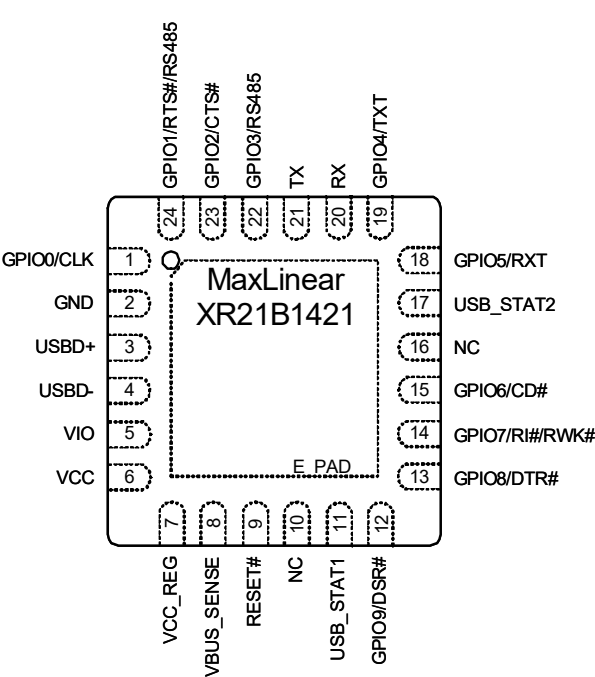 GPIO1/RTS#/RS485
GPIO2/CTS#
GPIO3/RS485
TX
RX
GPIO4/TXT
24
23
22
21
20
19
GPIO0/CLK
1
GND
2
USBD+
3
USBD-
4
VIO
5
VCC
6
MaxLinear
XR21B1421
E_PAD
18
GPIO5/RXT
17
USB_STAT2
16
NC
15
GPIO6/CD#
14
GPIO7/RI#/RWK#
13
GPIO8/DTR#
7
8
9
10
11
12
VCC_REG
VBUS_SENSE
RESET#
NC
USB_STAT1
GPIO9/DSR#